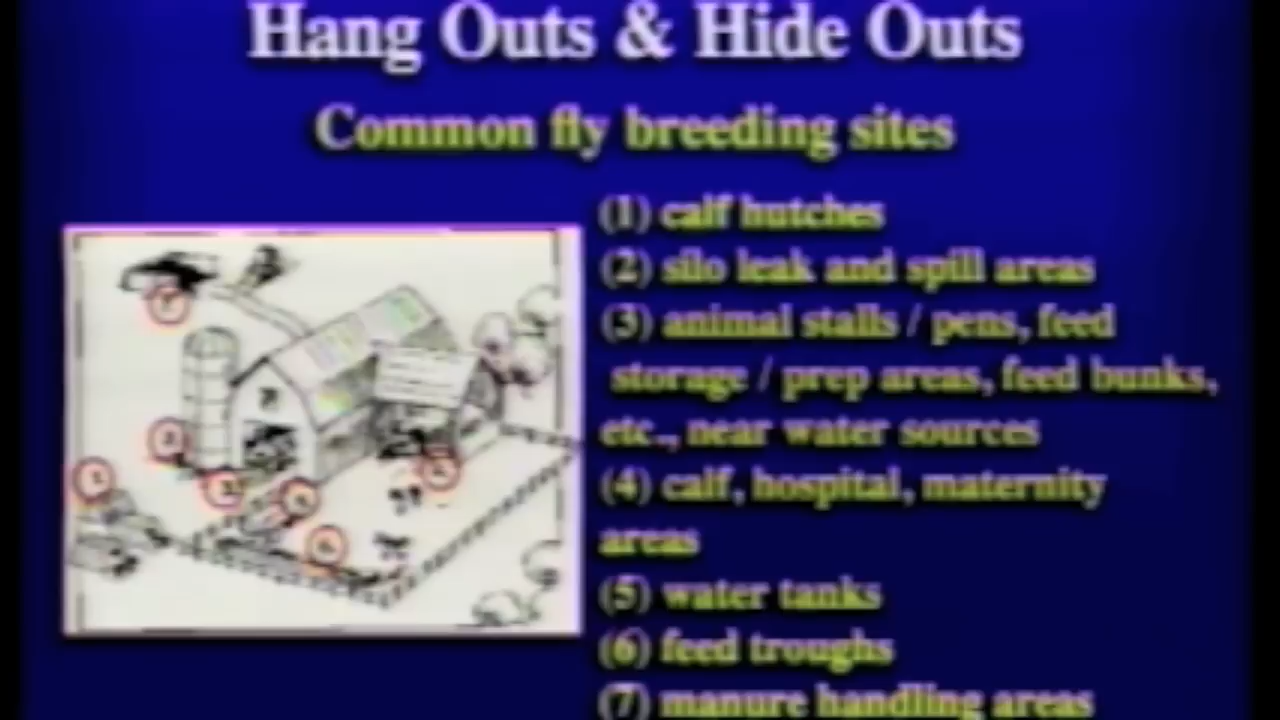 Hang Outs & Hide Outs
Common fly breeding sites
(1) calf hutches
(2) silo leak and spill areas
(3) animal stalls / pens, feed
storage / prep areas, feed bunks,
etc., near water sources
(4) calf, hospital, maternity
areas
(5) water tanks
(6) feed troughs
(7) manure handling areas